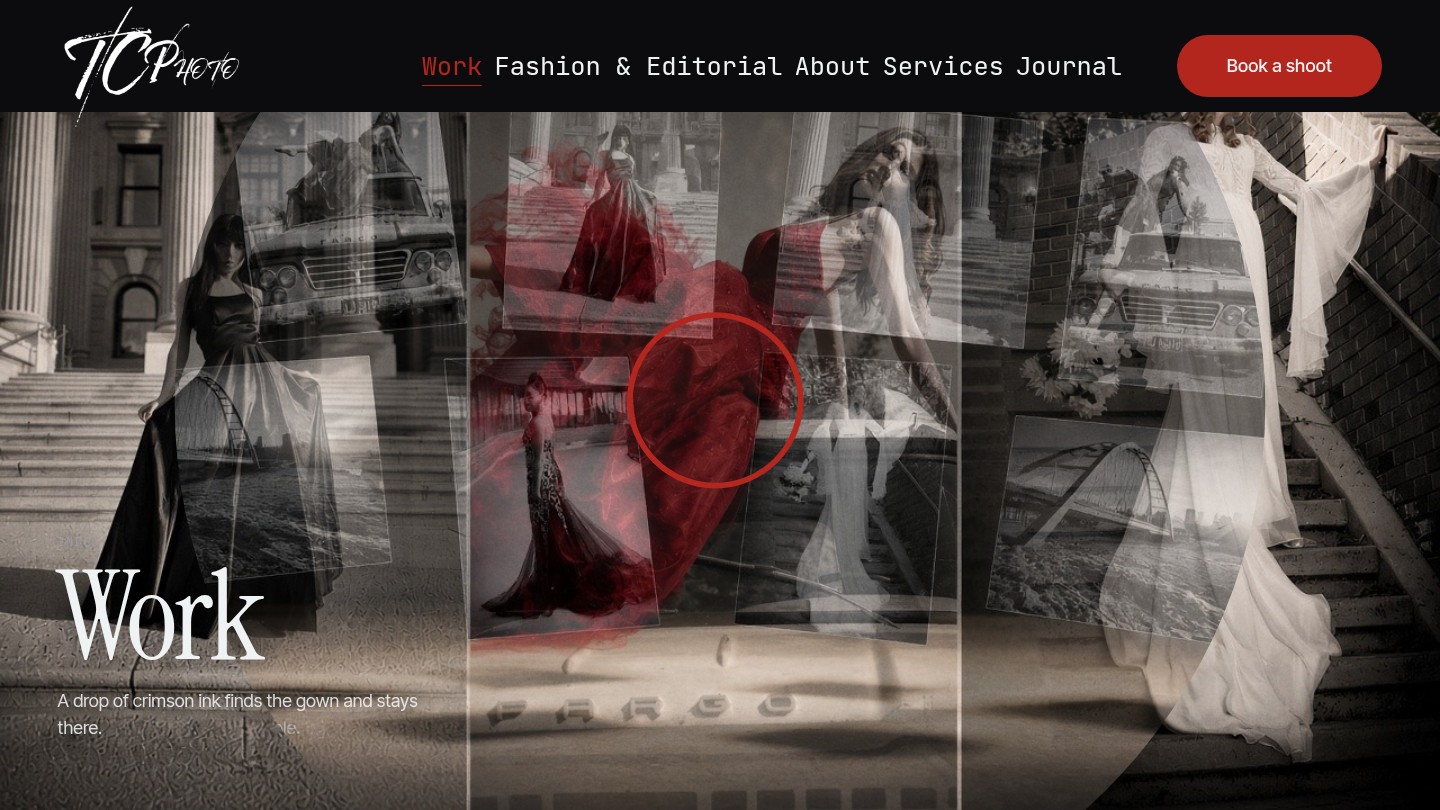 TCPHOTO
Work Fashion & Editorial About Services Journal
Book a shoot
Work
A drop of crimson ink finds the gown and stays
there.
FARGO